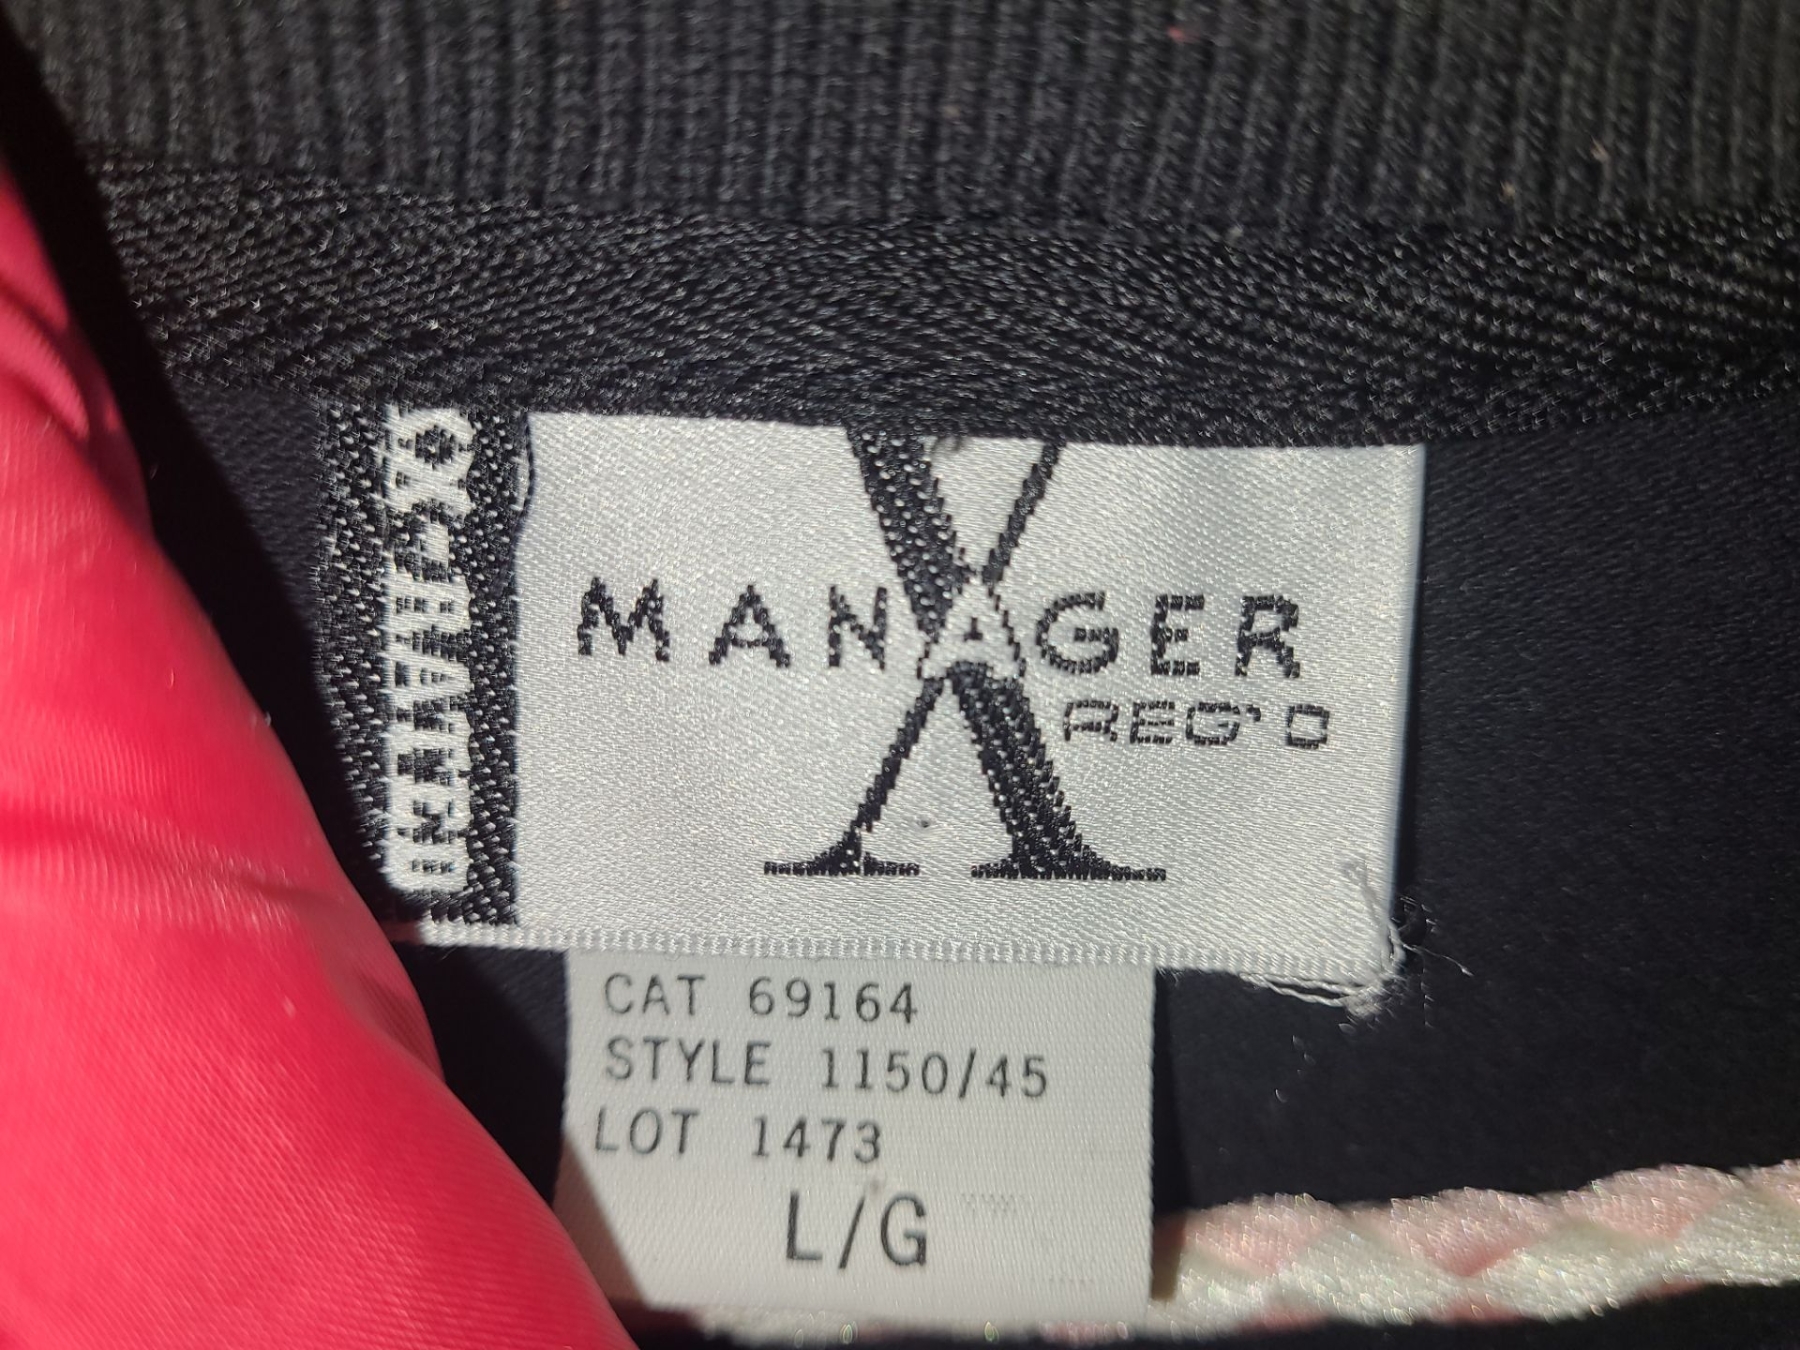 X
MANAGER
REG'D
CAT 69164
STYLE 1150/45
LOT 1473
L/G